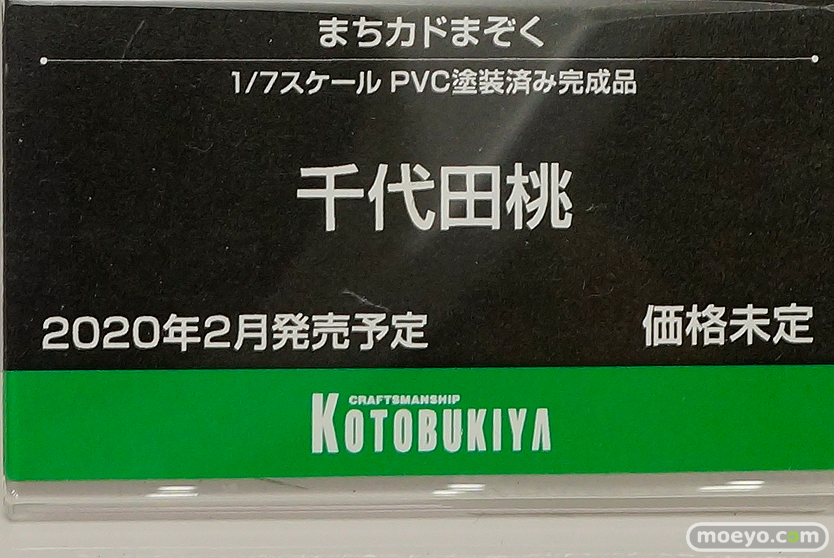 まちカドまぞく
1/7スケール PVC塗装済み完成品
千代田桃
2020年2月発売予定
価格未定
CRAFTSMANSHIP
KOTOBUKIYA
moeyo.com